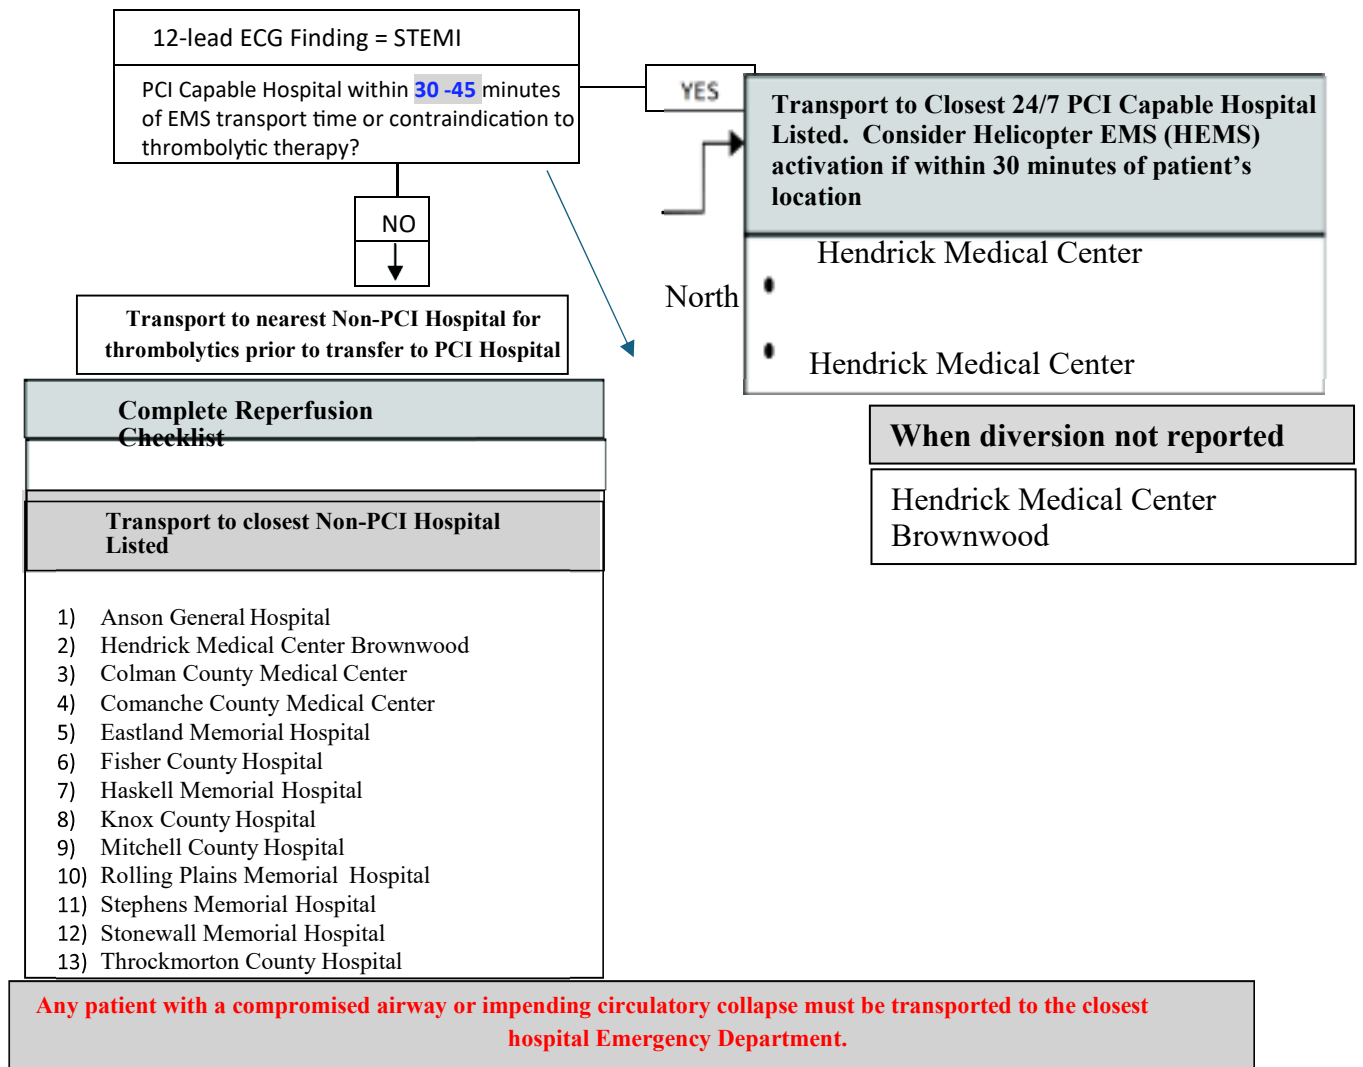 12-lead ECG Finding = STEMI
PCI Capable Hospital within 30 -45 minutes
of EMS transport time or contraindication to
thrombolytic therapy?
YES
NO
Transport to Closest 24/7 PCI Capable Hospital
Listed. Consider Helicopter EMS (HEMS)
activation if within 30 minutes of patient’s
location
Hendrick Medical Center
North
Hendrick Medical Center
When diversion not reported
Hendrick Medical Center
Brownwood
Transport to nearest Non-PCI Hospital for
thrombolytics prior to transfer to PCI Hospital
Complete Reperfusion
Checklist
Transport to closest Non-PCI Hospital
Listed
1) Anson General Hospital
2) Hendrick Medical Center Brownwood
3) Colman County Medical Center
4) Comanche County Medical Center
5) Eastland Memorial Hospital
6) Fisher County Hospital
7) Haskell Memorial Hospital
8) Knox County Hospital
9) Mitchell County Hospital
10) Rolling Plains Memorial Hospital
11) Stephens Memorial Hospital
12) Stonewall Memorial Hospital
13) Throckmorton County Hospital
Any patient with a compromised airway or impending circulatory collapse must be transported to the closest
hospital Emergency Department.